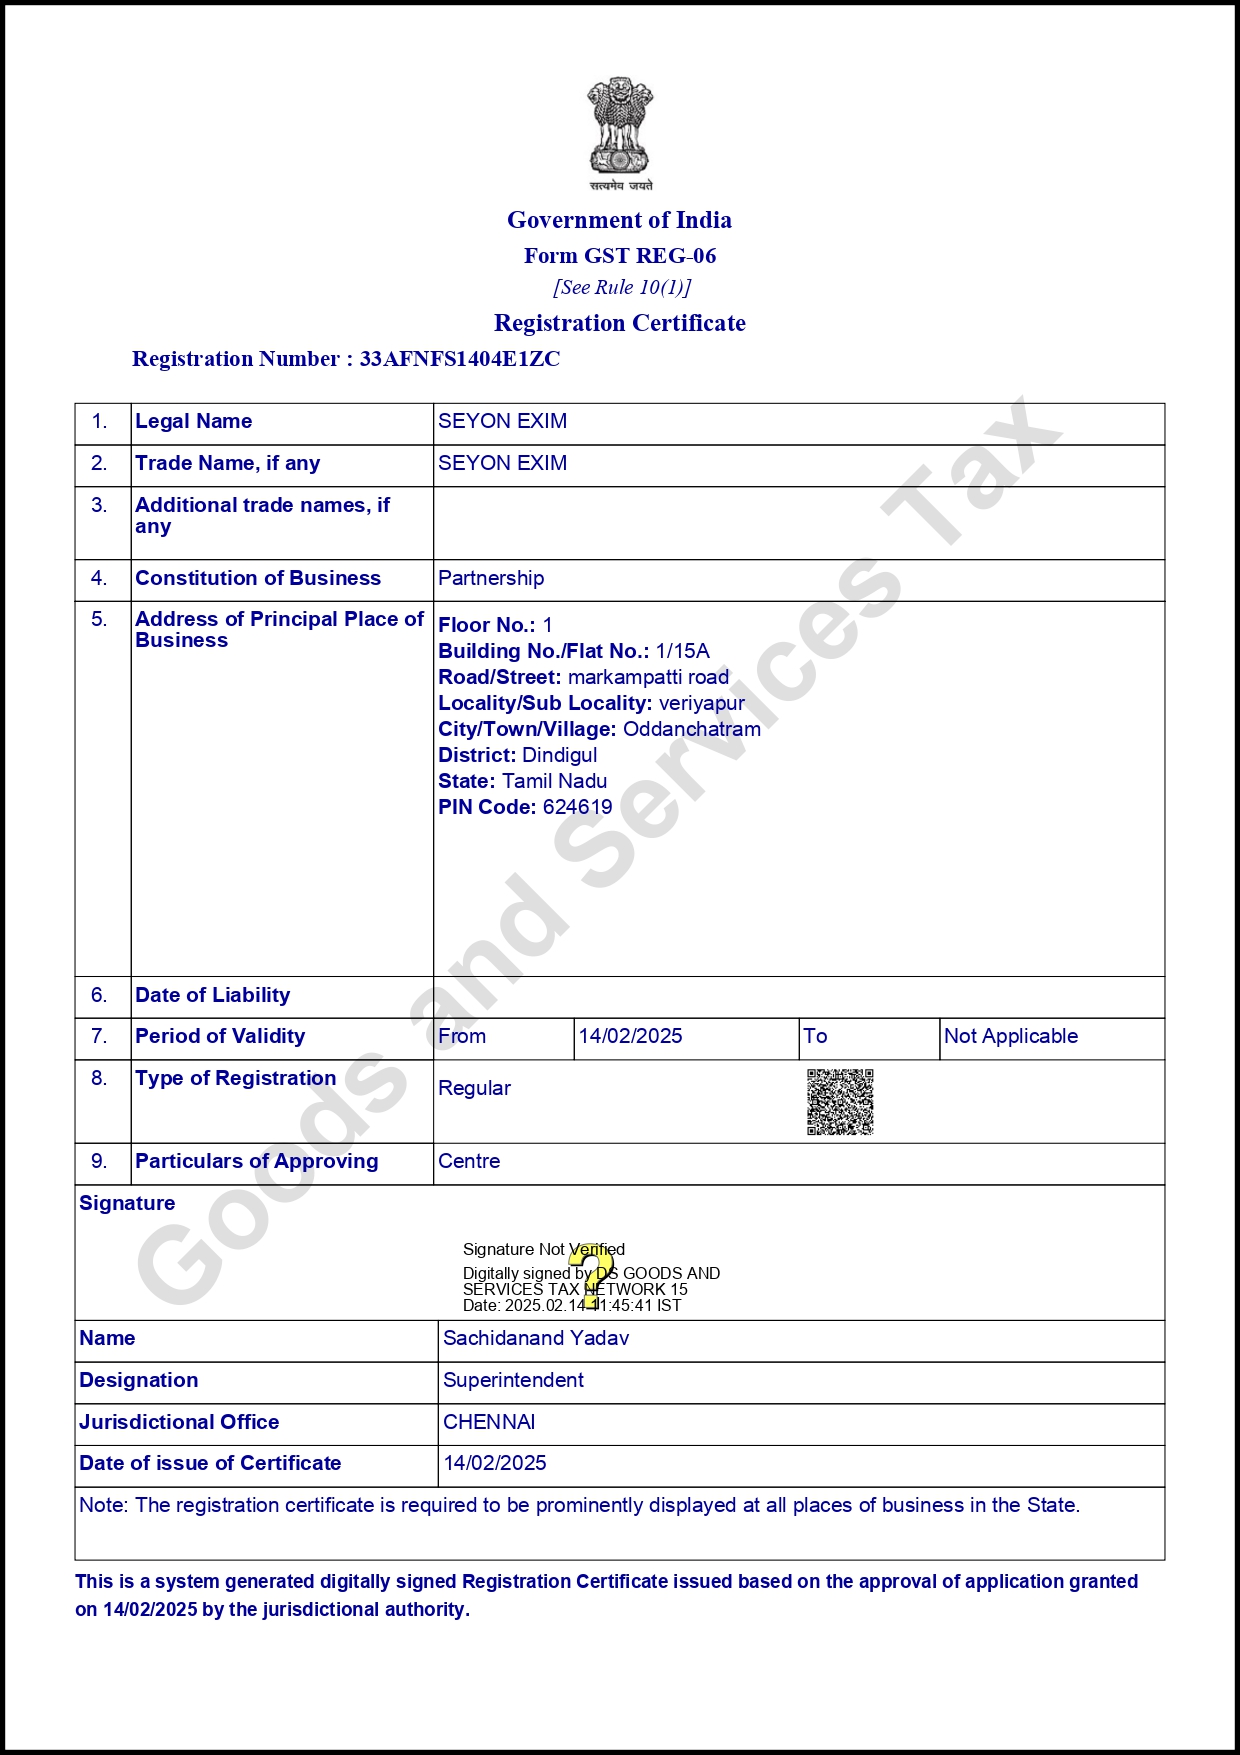 सत्यमेव जयते
Government of India
Form GST REG-06
[See Rule 10(1)]
Registration Certificate
Registration Number : 33AFNFS1404E1ZC
1. Legal Name SEYON EXIM
2. Trade Name, if any SEYON EXIM
3. Additional trade names, if
any
4. Constitution of Business Partnership
5. Address of Principal Place of
Business
Floor No.: 1
Building No./Flat No.: 1/15A
Road/Street: markampatti road
Locality/Sub Locality: veriyapur
City/Town/Village: Oddanchatram
District: Dindigul
State: Tamil Nadu
PIN Code: 624619
6. Date of Liability
7. Period of Validity From 14/02/2025 To Not Applicable
8. Type of Registration Regular
9. Particulars of Approving Centre
Signature
Signature Not Verified
Digitally signed by DS GOODS AND
SERVICES TAX NETWORK 15
Date: 2025.02.14 11:45:41 IST
Name Sachidanand Yadav
Designation Superintendent
Jurisdictional Office CHENNAI
Date of issue of Certificate 14/02/2025
Note: The registration certificate is required to be prominently displayed at all places of business in the State.
This is a system generated digitally signed Registration Certificate issued based on the approval of application granted
on 14/02/2025 by the jurisdictional authority.
Goods and Services Tax